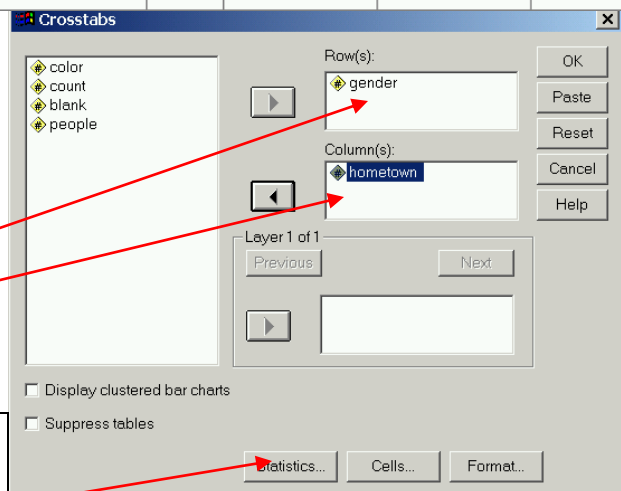 Crosstabs
color
count
blank
people
Row(s):
gender
Column(s):
hometown
OK
Paste
Reset
Cancel
Help
Layer 1 of 1
Previous
Next
Display clustered bar charts
Suppress tables
Statistics...
Cells...
Format...